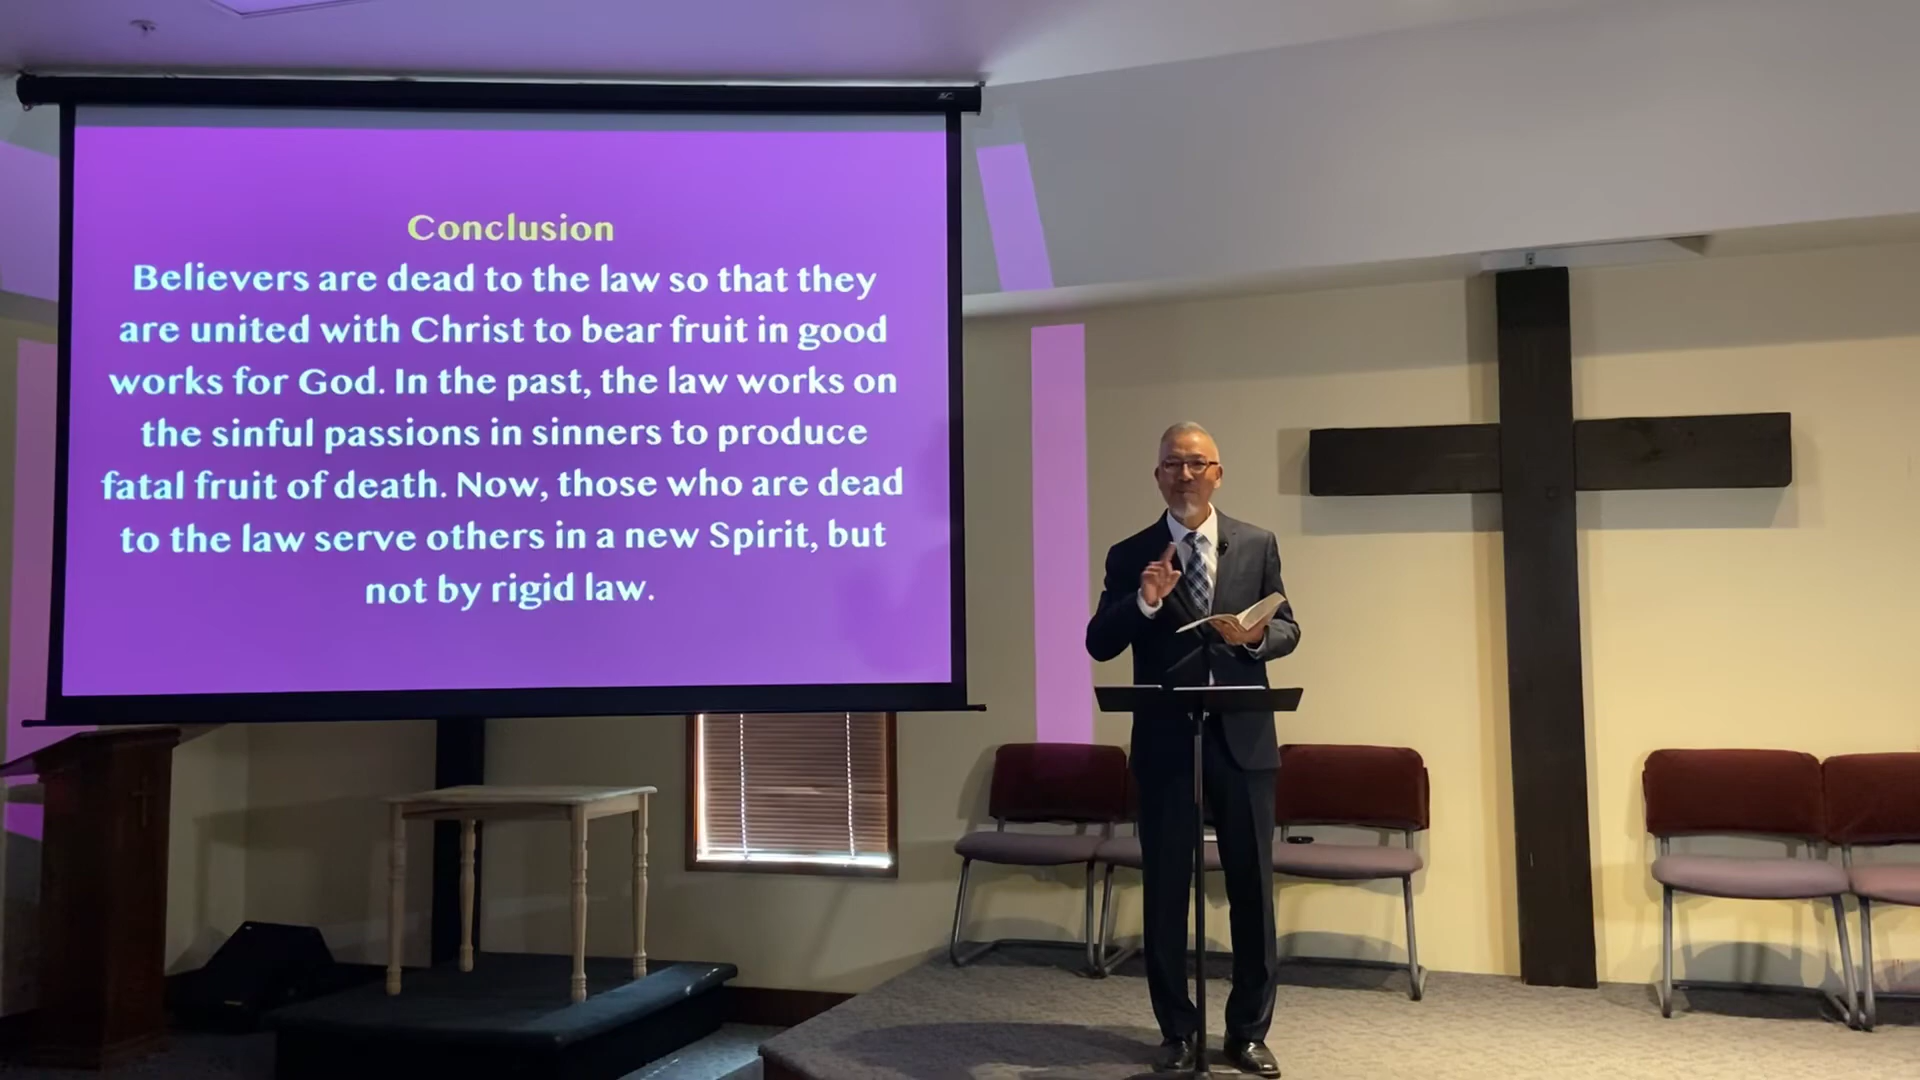 Conclusion
Believers are dead to the law so that they
are united with Christ to bear fruit in good
works for God. In the past, the law works on
the sinful passions in sinners to produce
fatal fruit of death. Now, those who are dead
to the law serve others in a new Spirit, but
not by rigid law.